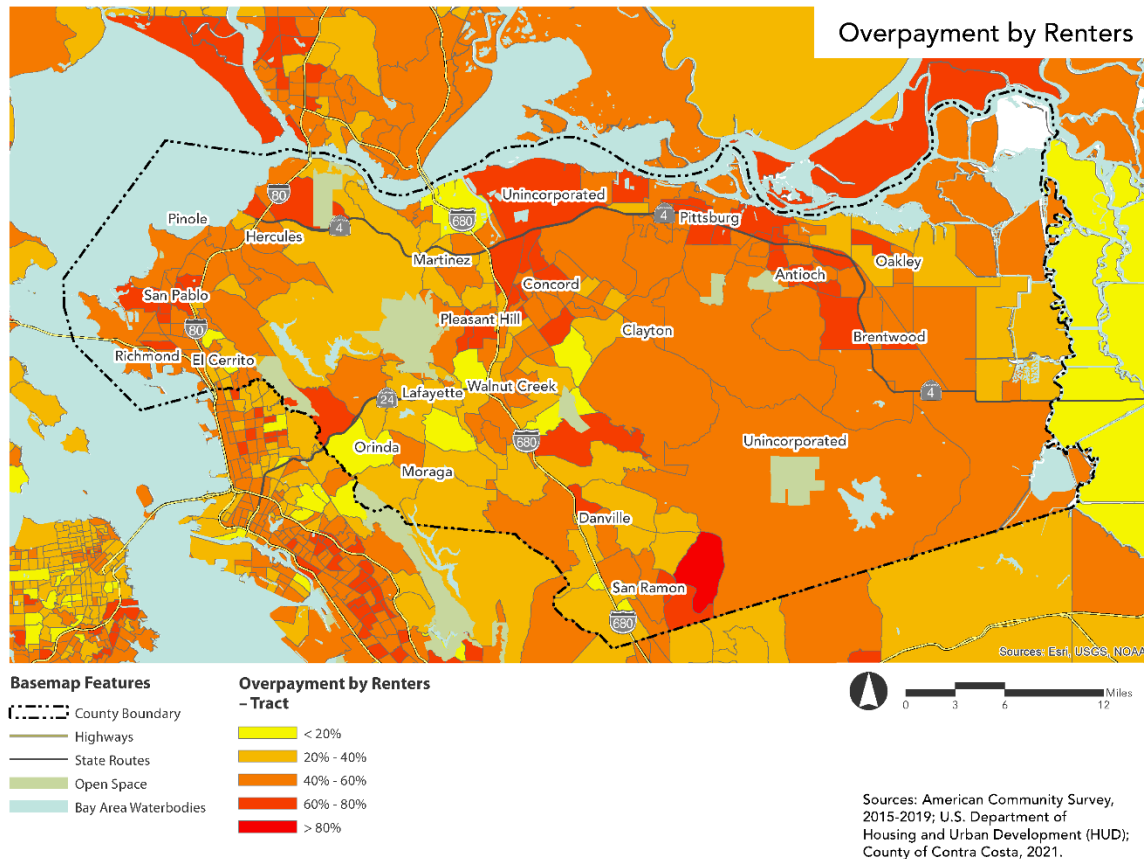 Overpayment by Renters
Unincorporated
80
Pinole
4
Pittsburg
680
4
Hercules
Martinez
Oakley
Antioch
Concord
San Pablo
Pleasant Hill
80
Clayton
Brentwood
Richmond
El Cerrito
Walnut Creek
24
Lafayette
4
Orinda
680
Unincorporated
Moraga
Danville
San Ramon
680
Sources: Esri, USGS, NOAA
Basemap Features
County Boundary
Highways
State Routes
Open Space
Bay Area Waterbodies
Overpayment by Renters
– Tract
< 20%
20% - 40%
40% - 60%
60% - 80%
> 80%
Miles
0 3 6 12
Sources: American Community Survey,
2015-2019; U.S. Department of
Housing and Urban Development (HUD);
County of Contra Costa, 2021.